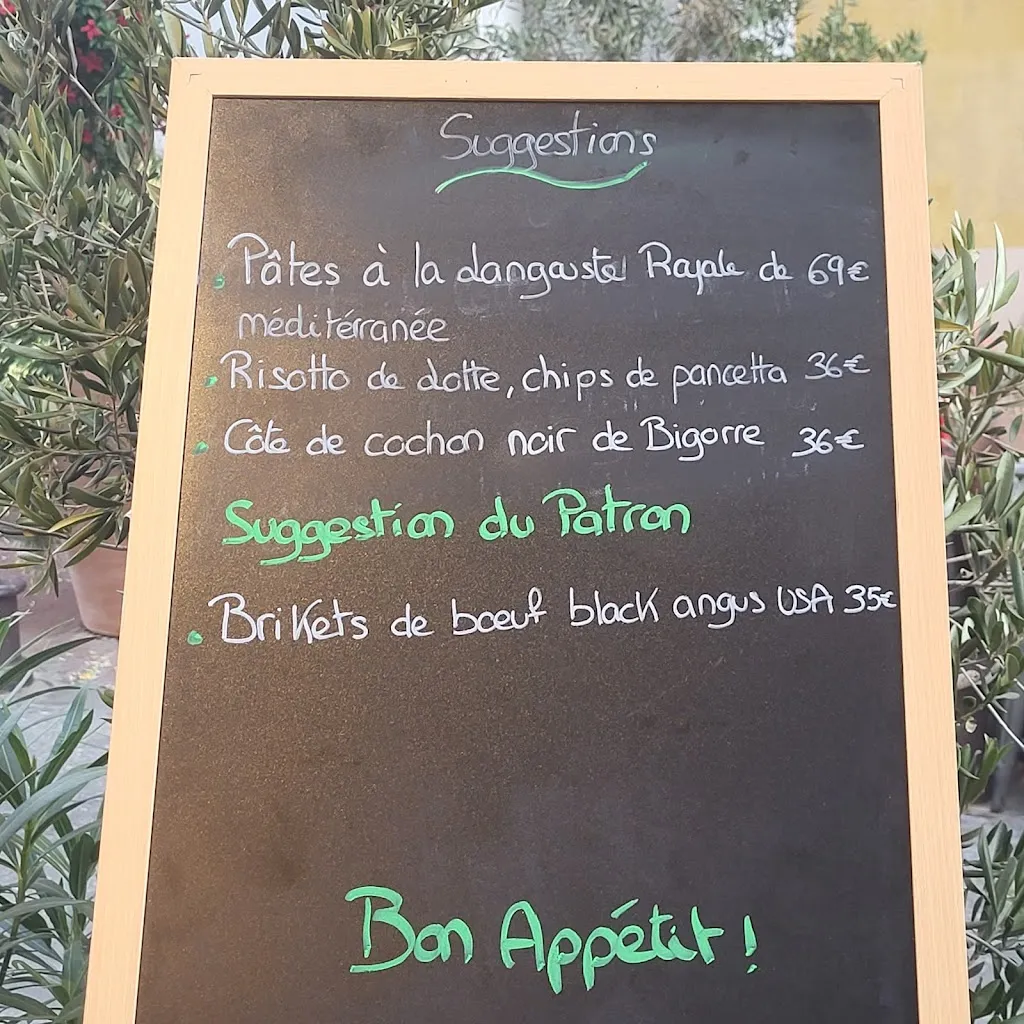 Suggestions
Pâtes à la langouste Royale de 69€
méditérranée
Risotto de lotte, chips de pancetta 36€
Côte de cochon noir de Bigorre 36€
Suggestion du Patron
Brikets de boeuf black angus USA 35€
Bon Appétit !